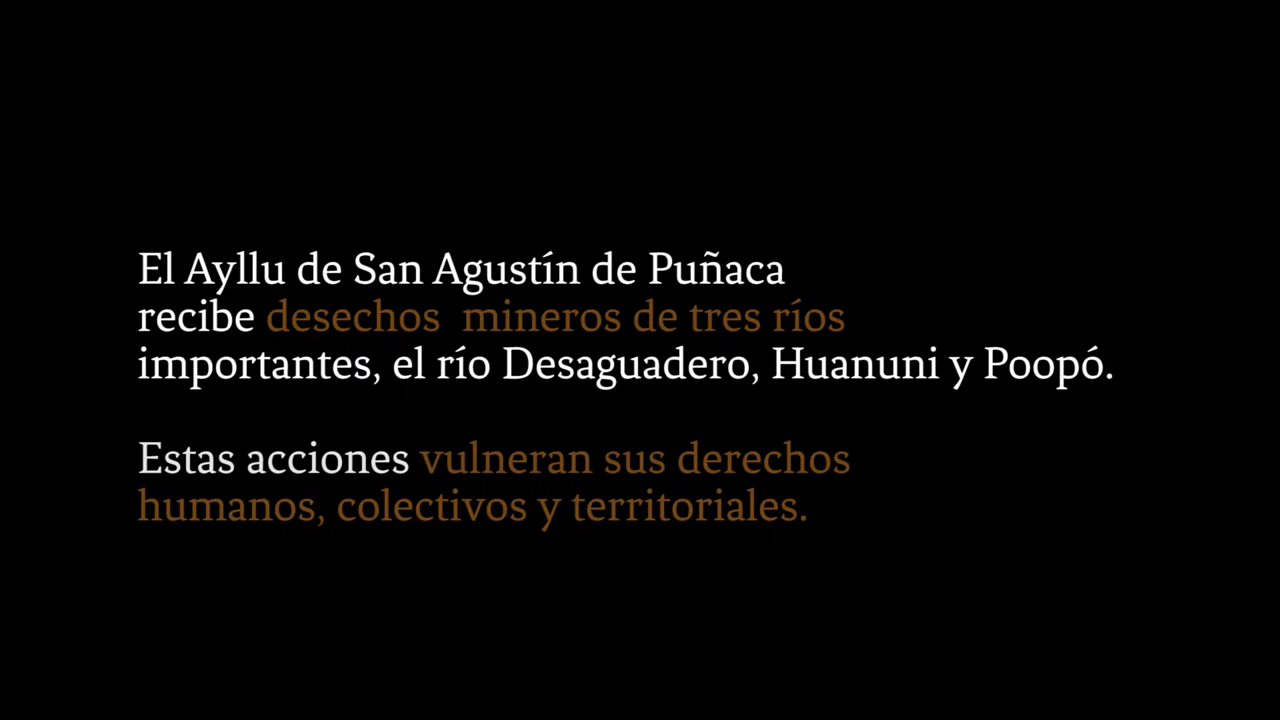 El Ayllu de San Agustín de Puñaca
recibe desechos  mineros de tres ríos
importantes, el río Desaguadero, Huanuni y Poopó.
Estas acciones vulneran sus derechos
humanos, colectivos y territoriales.